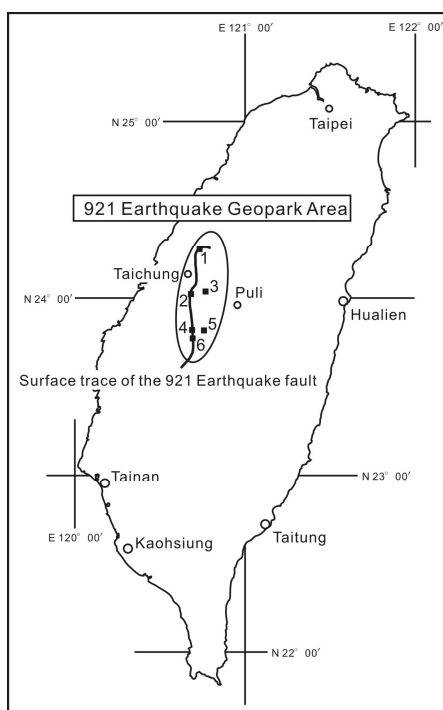 E 122° 00′
E 121° 00′
N 25° 00′
Taipei
921 Earthquake Geopark Area
1
Taichung
3
2
Puli
N 24° 00′
Hualien
4
5
6
Surface trace of the 921 Earthquake fault
Tainan
N 23° 00′
E 120° 00′
Taitung
Kaohsiung
N 22° 00′